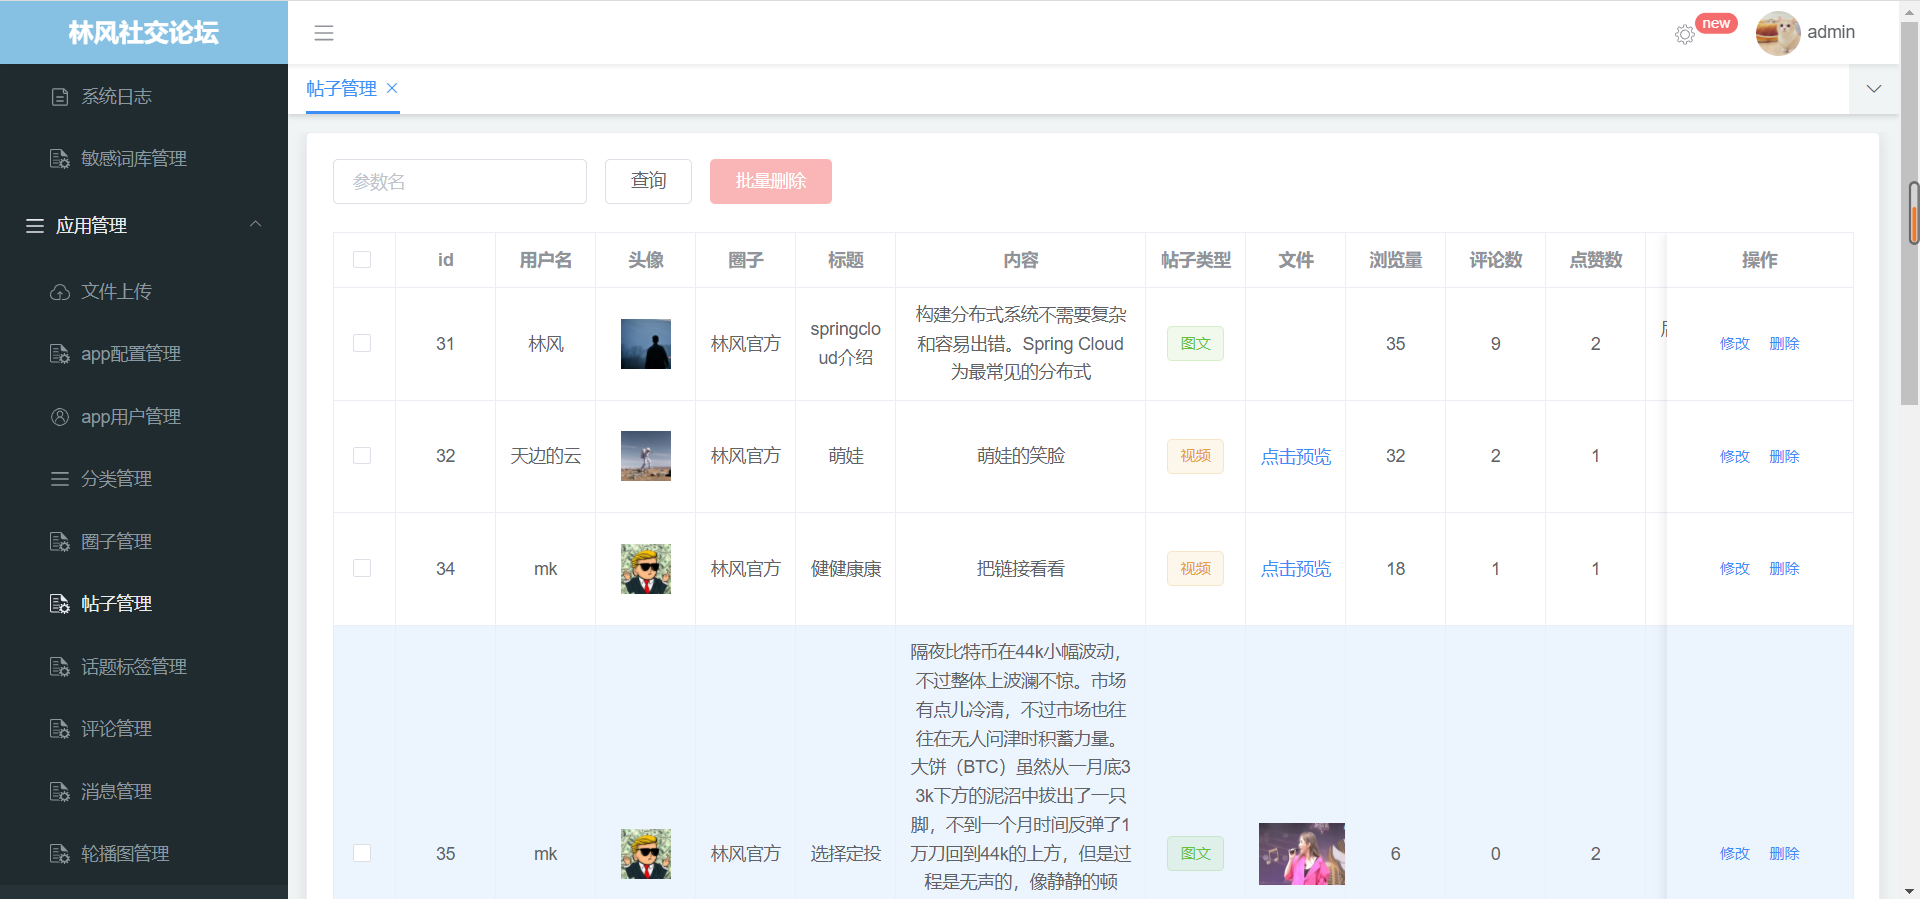 林风社交论坛
new
admin
系统日志
敏感词库管理
应用管理
文件上传
app配置管理
app用户管理
分类管理
圈子管理
帖子管理
话题标签管理
评论管理
消息管理
轮播图管理
帖子管理
参数名
查询
批量删除
id
用户名
头像
圈子
标题
内容
帖子类型
文件
浏览量
评论数
点赞数
操作
31
林风
林风官方
springclo
ud介绍
构建分布式系统不需要复杂
和容易出错。Spring Cloud
为最常见的分布式
图文
35
9
2
修改
删除
32
天边的云
林风官方
萌娃
萌娃的笑脸
视频
点击预览
32
2
1
修改
删除
34
mk
林风官方
健健康康
把链接看看
视频
点击预览
18
1
1
修改
删除
35
mk
林风官方
选择定投
隔夜比特币在44k小幅波动，
不过整体上波澜不惊。市场
有点儿冷清，不过市场也往
往在无人问津时积蓄力量。
大饼（BTC）虽然从一月底3
3k下方的泥沼中拔出了一只
脚，不到一个月时间反弹了1
万刀回到44k的上方，但是过
程是无声的，像静静的顿
图文
6
0
2
修改
删除